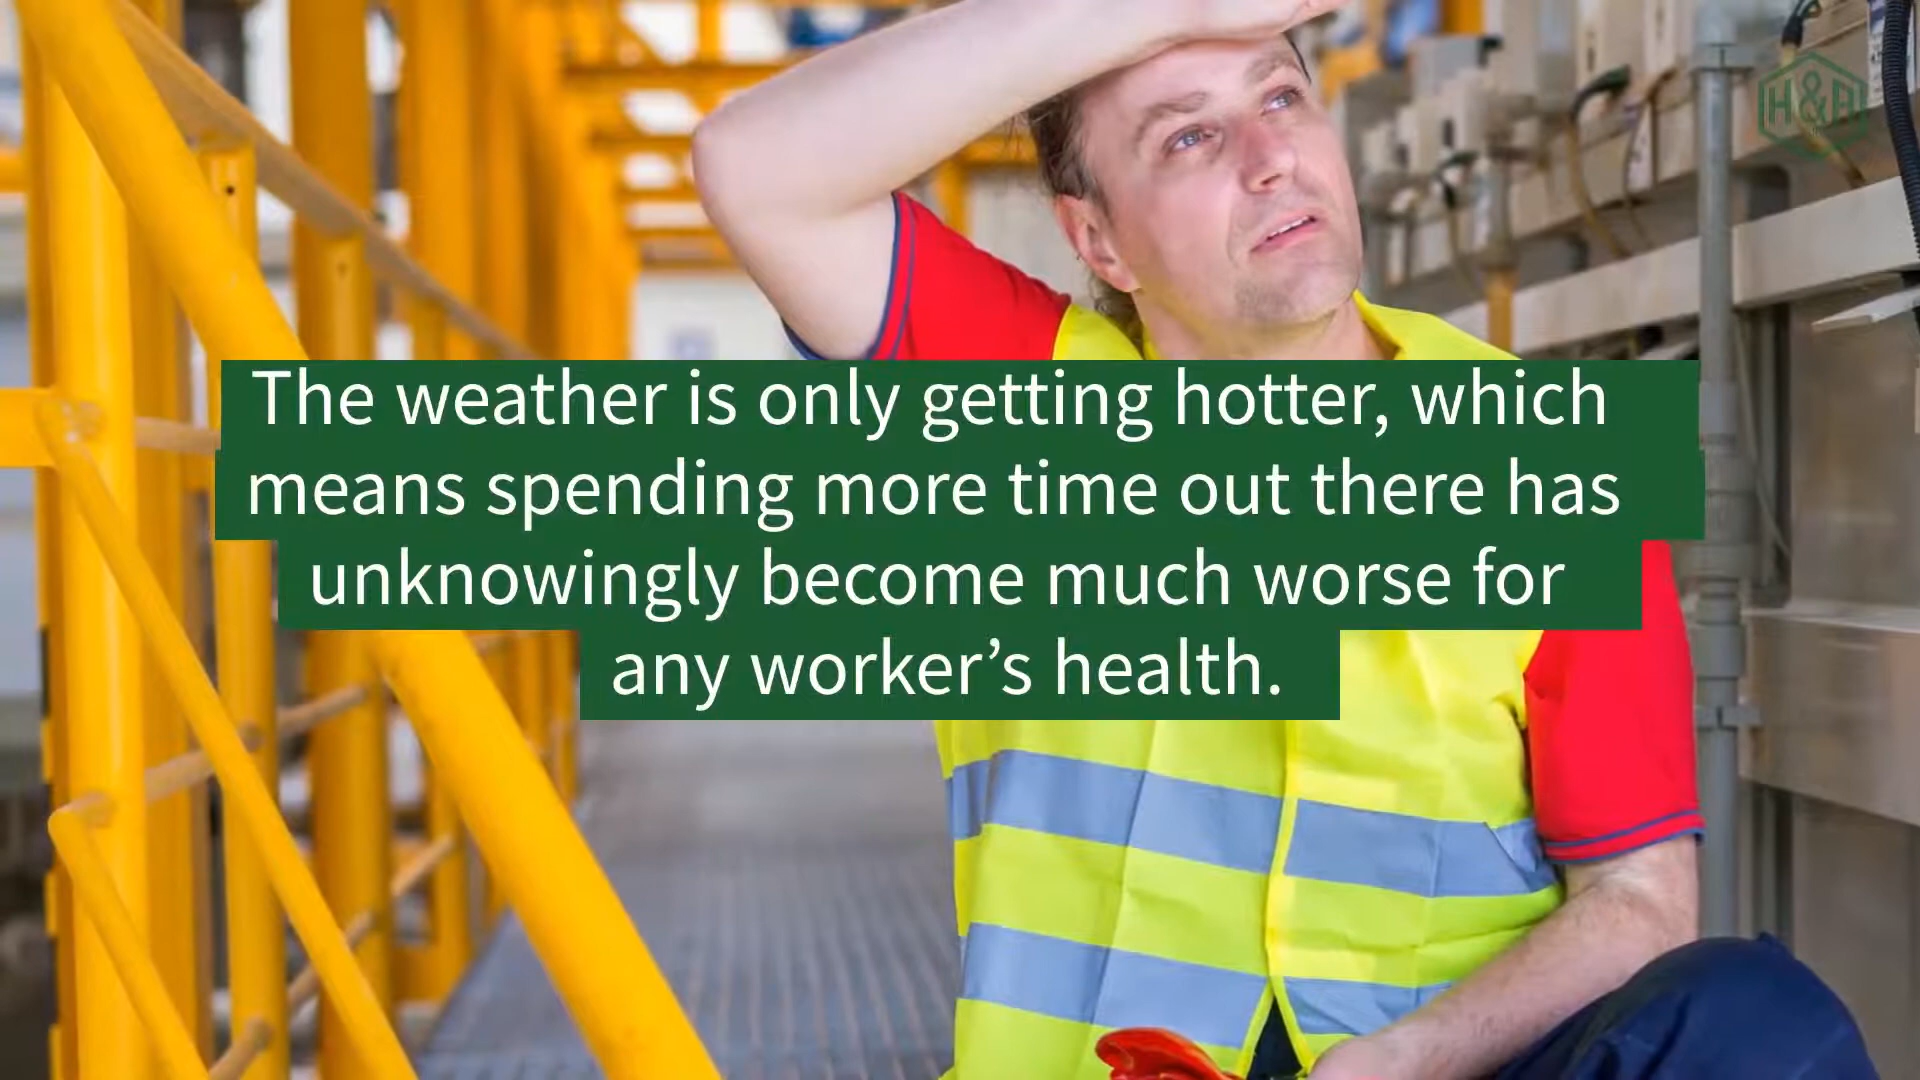 H&H
The weather is only getting hotter, which
means spending more time out there has
unknowingly become much worse for
any worker’s health.